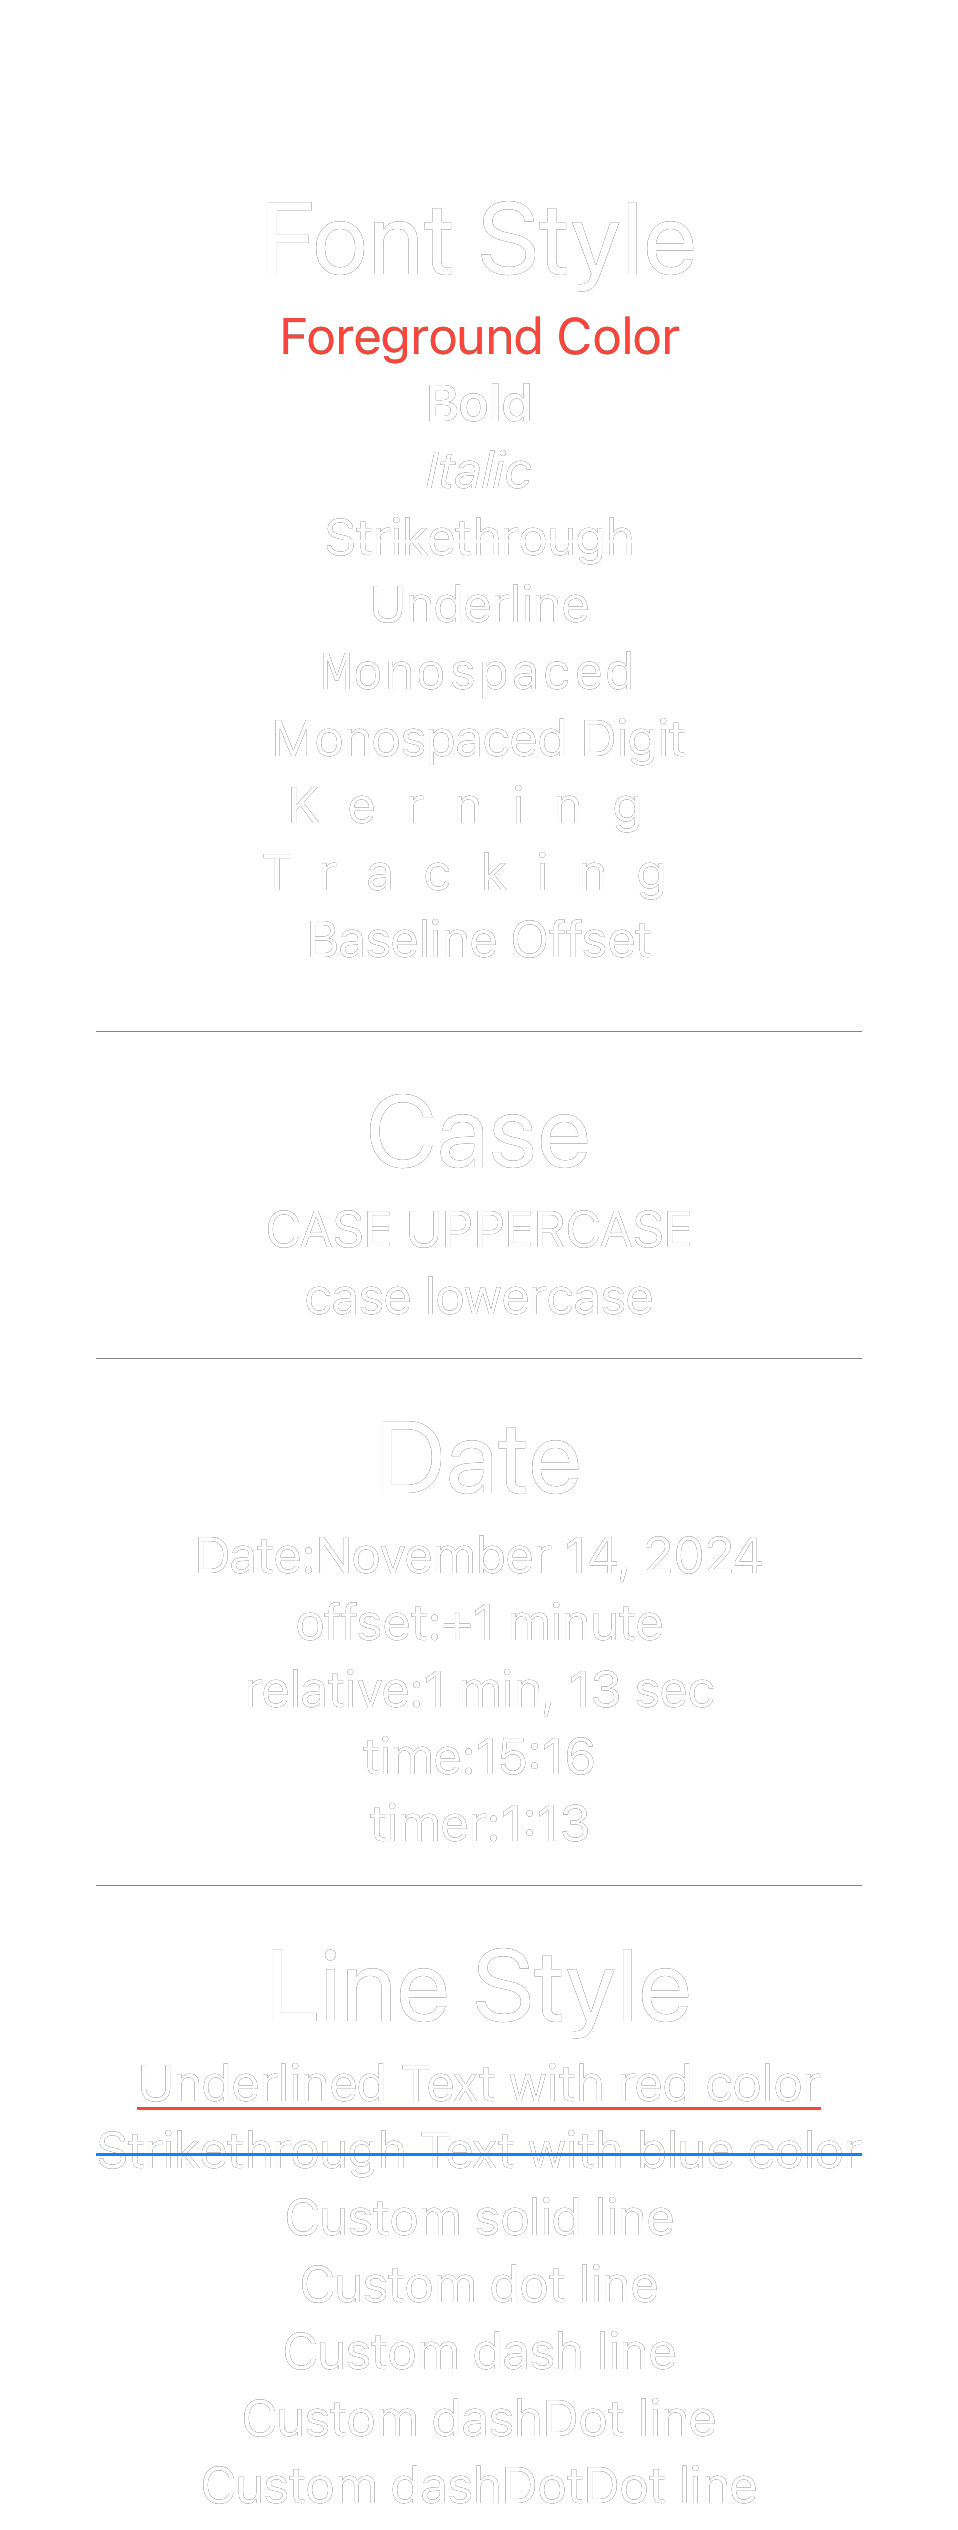 Font Style
Foreground Color
Bold
Italic
Strikethrough
Underline
Monospaced
Monospaced Digit
Kerning
Tracking
Baseline Offset
Case
CASE UPPERCASE
case lowercase
Date
Date:November 14, 2024
offset:+1 minute
relative:1 min, 13 sec
time:15:16
timer:1:13
Line Style
Underlined Text with red color
Strikethrough Text with blue color
Custom solid line
Custom dot line
Custom dash line
Custom dashDot line
Custom dashDotDot line